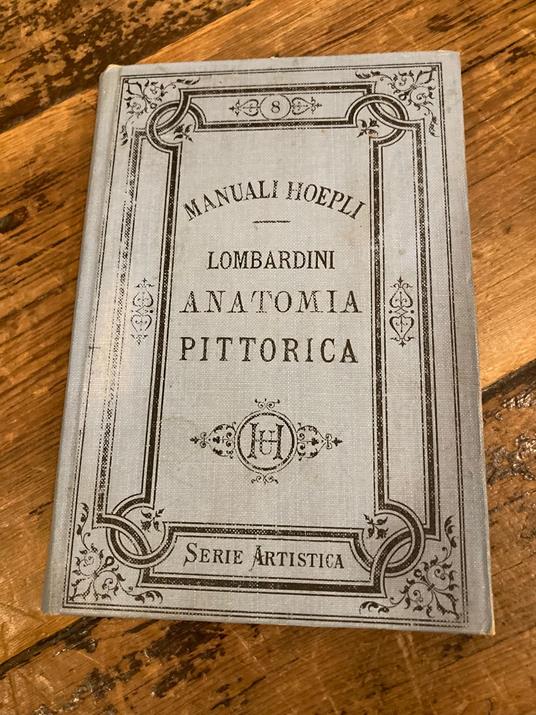 8
MANUALI HOEPLI
LOMBARDINI
ANATOMIA
PITTORICA
UH
SERIE ARTISTICA